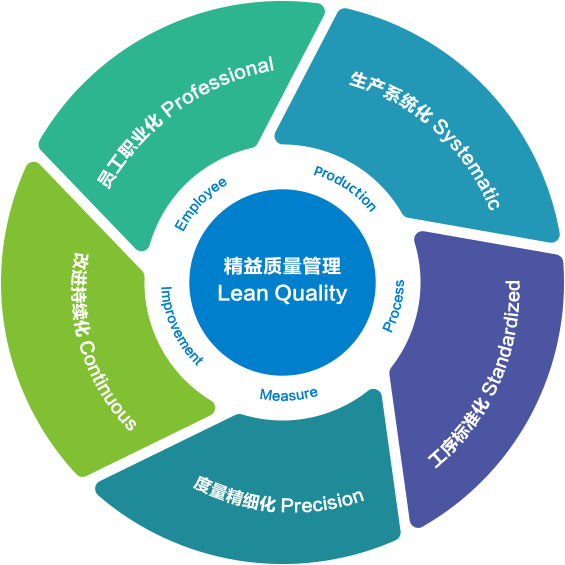 精益质量管理
Lean Quality
员工职业化 Professional
Employee
生产系统化 Systematic
Production
工序标准化 Standardized
Process
度量精细化 Precision
Measure
改进持续化 Continuous
Improvement